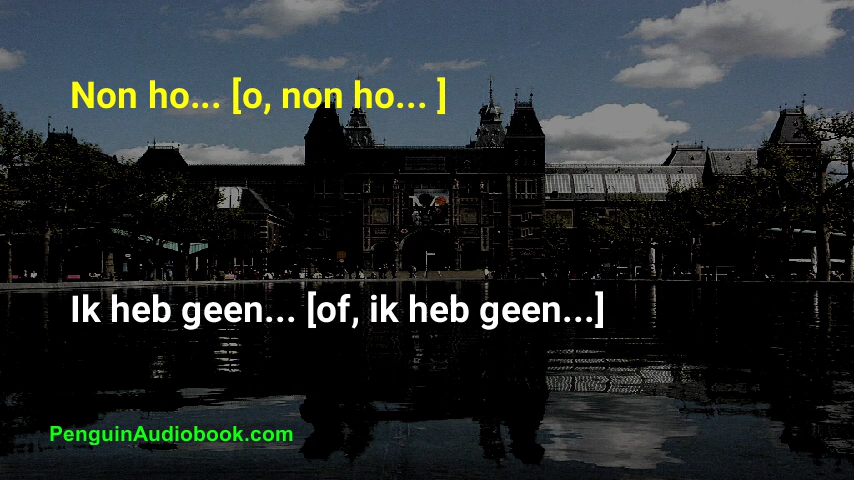 Non ho... [o, non ho... ]
Ik heb geen... [of, ik heb geen...]
PenguinAudiobook.com